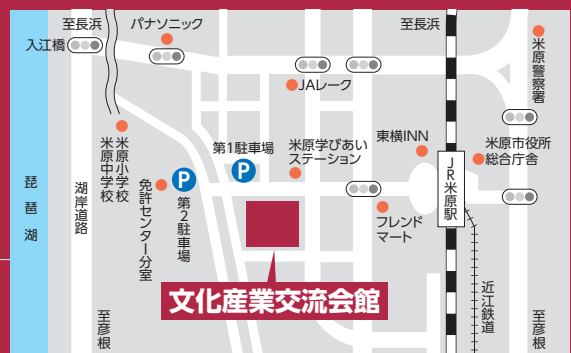 至長浜
パナソニック
至長浜
入江橋
米原警察署
JAレーク
米原小学校
米原中学校
第1駐車場
米原学びあい
ステーション
東横INN
米原市役所
総合庁舎
P
P
免許センター分室
第2駐車場
JR米原駅
フレンド
マート
琵琶湖
湖岸道路
文化産業交流会館
近江鉄道
至彦根
至彦根